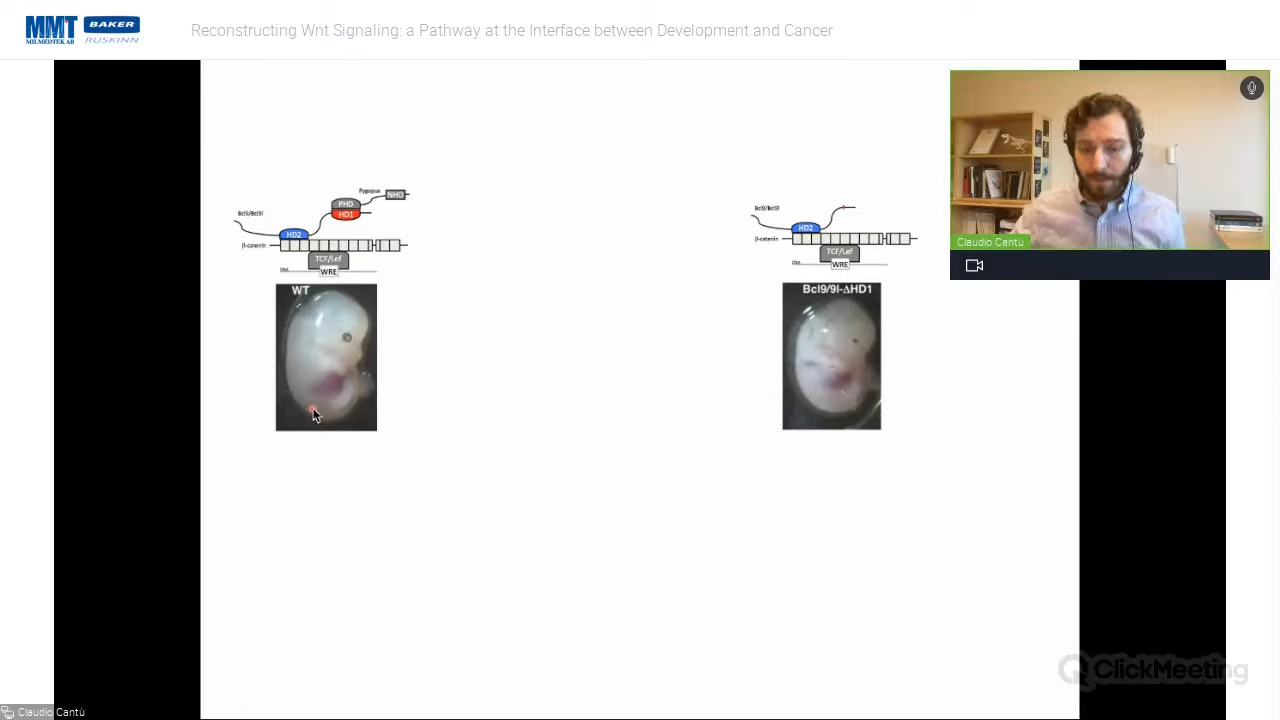 MMT
MILMEDTEK AB
BAKER
RUSKINN
Reconstructing Wnt Signaling: a Pathway at the Interface between Development and Cancer
Pygopus
NHD
PHD
HD1
Bcl9/Bcl9l
HD2
β-catenin
TCF/Lef
DNA
WRE
WT
Bcl9/Bcl9l
HD2
β-catenin
TCF/Lef
DNA
WRE
Bcl9/9l-ΔHD1
Claudio Cantù
ClickMeeting
Claudio Cantù